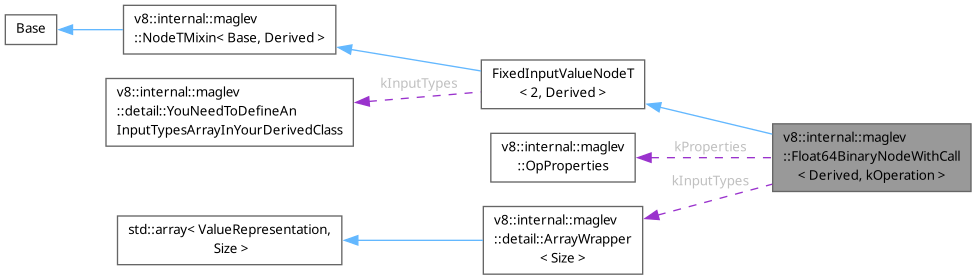 Base
v8::internal::maglev
::NodeTMixin< Base, Derived >
v8::internal::maglev
::detail::YouNeedToDefineAn
InputTypesArrayInYourDerivedClass
kInputTypes
FixedInputValueNodeT
< 2, Derived >
v8::internal::maglev
::OpProperties
kProperties
kInputTypes
v8::internal::maglev
::Float64BinaryNodeWithCall
< Derived, kOperation >
std::array< ValueRepresentation,
Size >
v8::internal::maglev
::detail::ArrayWrapper
< Size >